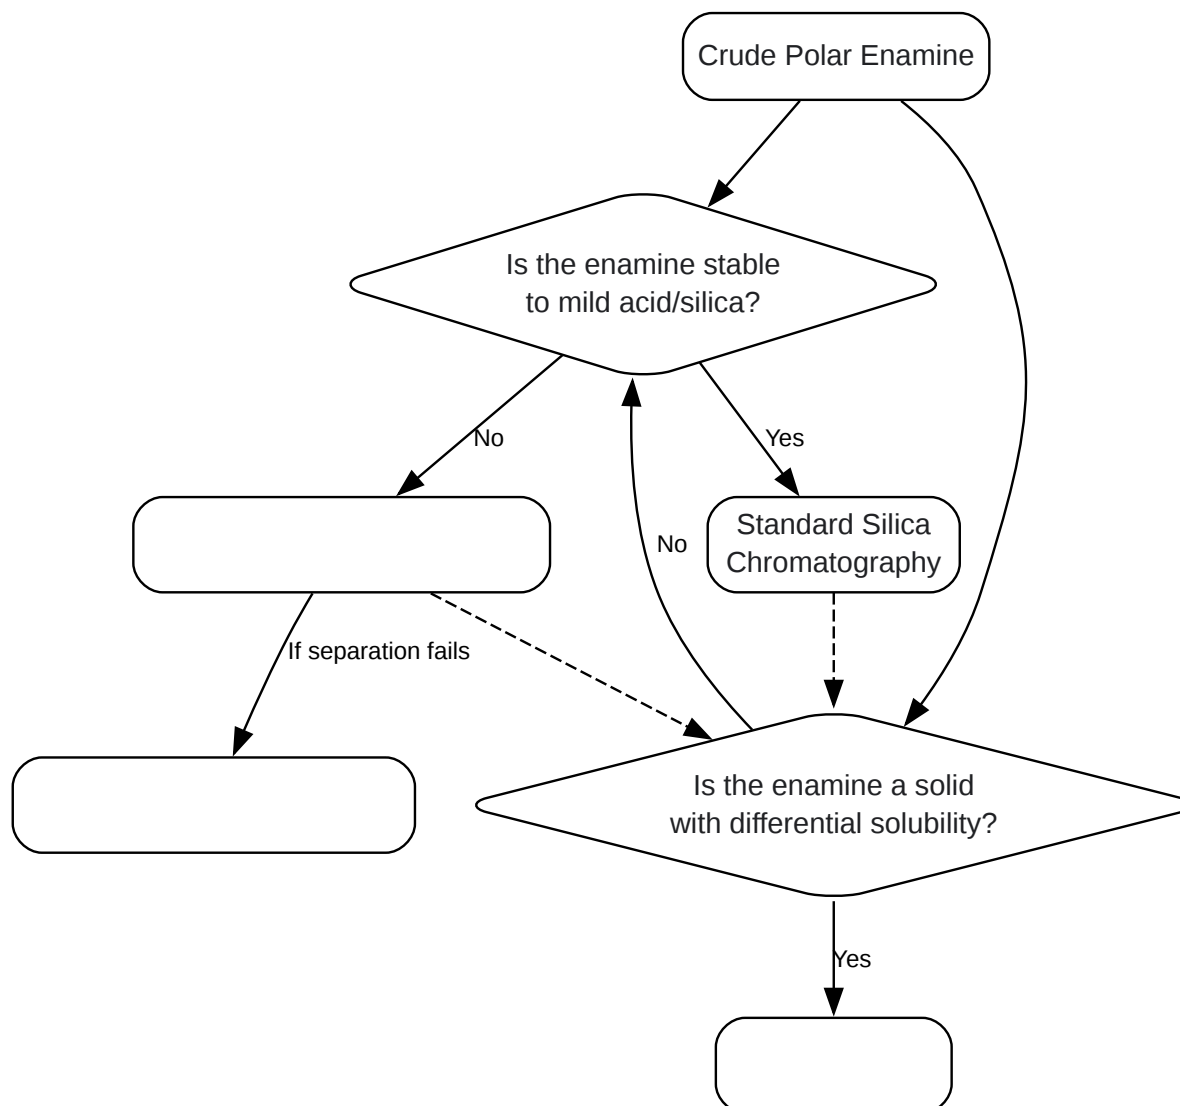 Crude Polar Enamine
Is the enamine stable
to mild acid/silica?
No
Yes
Standard Silica
Chromatography
No
If separation fails
Is the enamine a solid
with differential solubility?
Yes